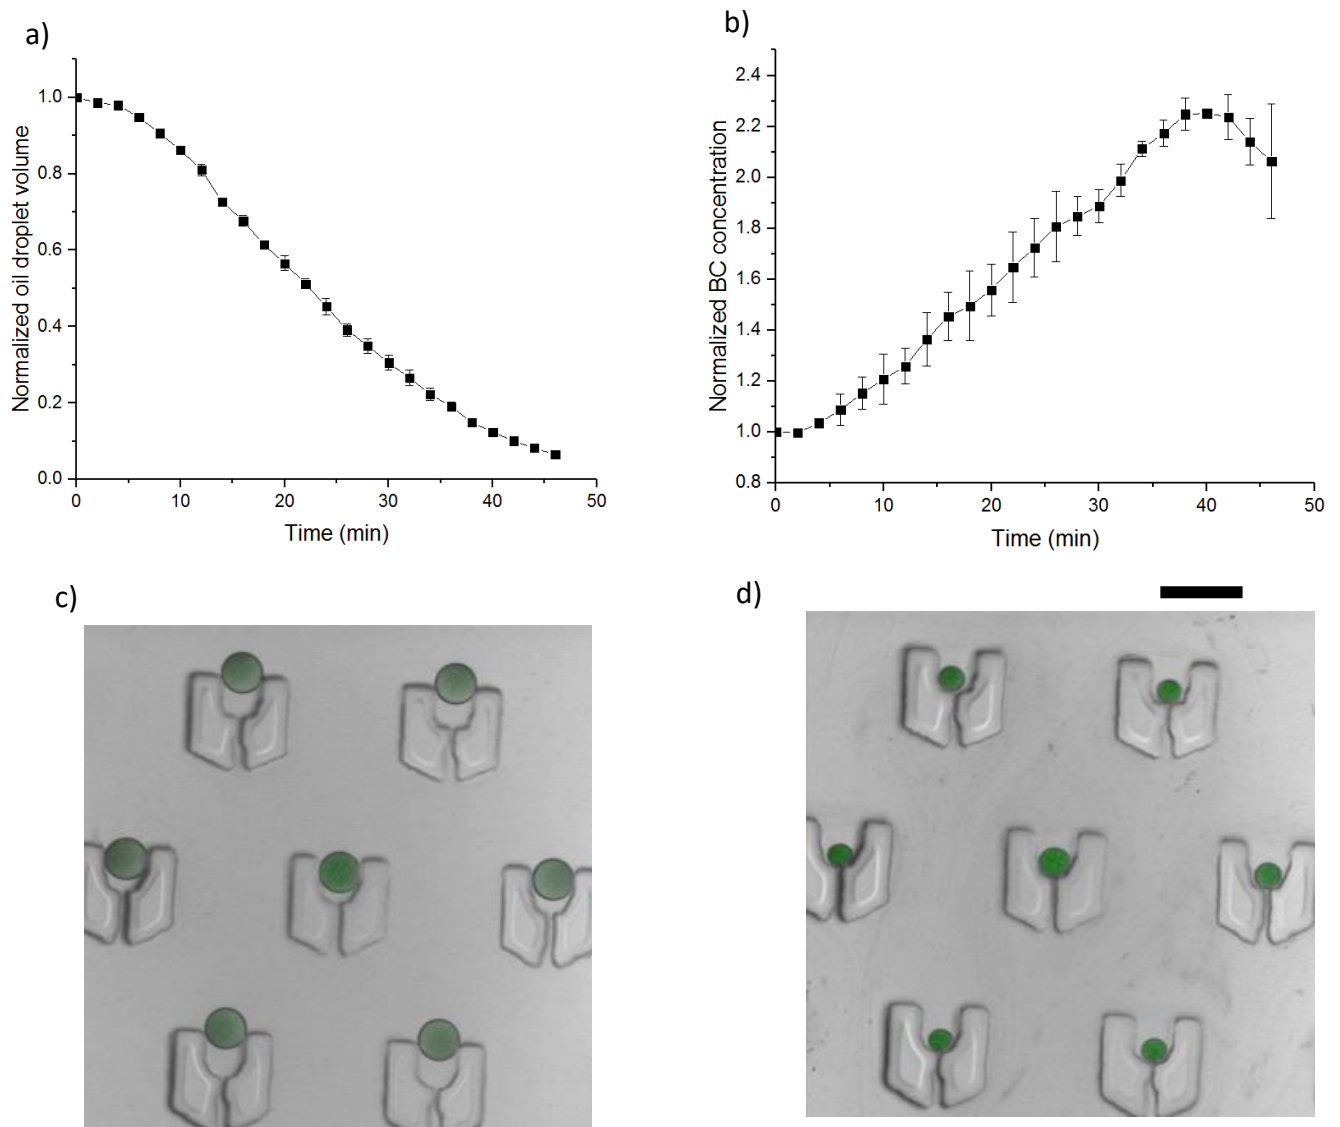 a)
1.0
0.8
0.6
0.4
0.2
0.0
Normalized oil droplet volume
0 10 20 30 40 50
Time (min)
b)
2.4
2.2
2.0
1.8
1.6
1.4
1.2
1.0
0.8
Normalized BC concentration
0 10 20 30 40 50
Time (min)
c)
d)